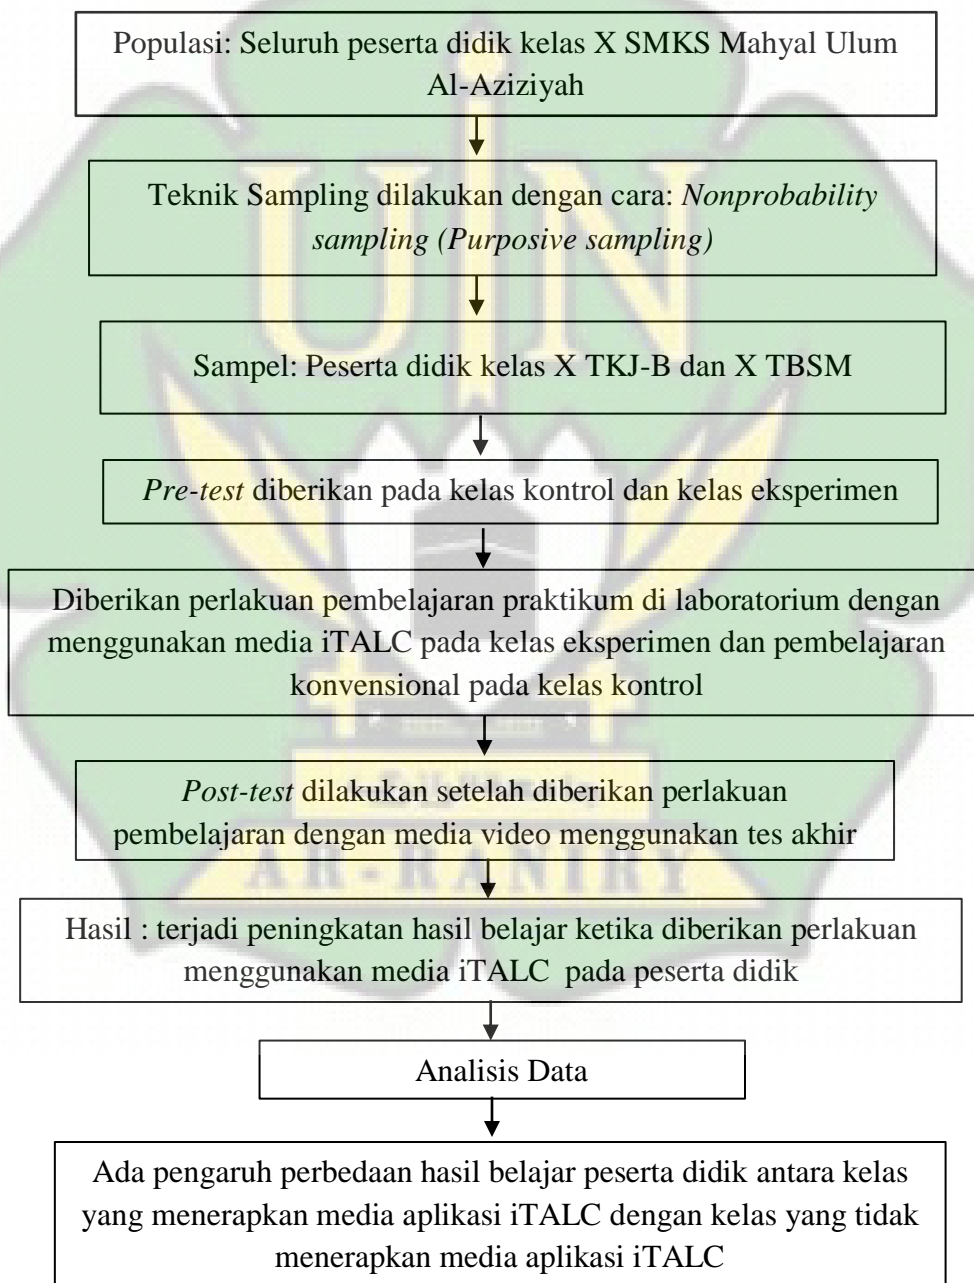 Populasi: Seluruh peserta didik kelas X SMKS Mahyal Ulum
Al-Aziziyah
Teknik Sampling dilakukan dengan cara: Nonprobability
sampling (Purposive sampling)
Sampel: Peserta didik kelas X TKJ-B dan X TBSM
Pre-test diberikan pada kelas kontrol dan kelas eksperimen
Diberikan perlakuan pembelajaran praktikum di laboratorium dengan
menggunakan media iTALC pada kelas eksperimen dan pembelajaran
konvensional pada kelas kontrol
Post-test dilakukan setelah diberikan perlakuan
pembelajaran dengan media video menggunakan tes akhir
Hasil : terjadi peningkatan hasil belajar ketika diberikan perlakuan
menggunakan media iTALC pada peserta didik
Analisis Data
Ada pengaruh perbedaan hasil belajar peserta didik antara kelas
yang menerapkan media aplikasi iTALC dengan kelas yang tidak
menerapkan media aplikasi iTALC
UIN
AR-RANIRY